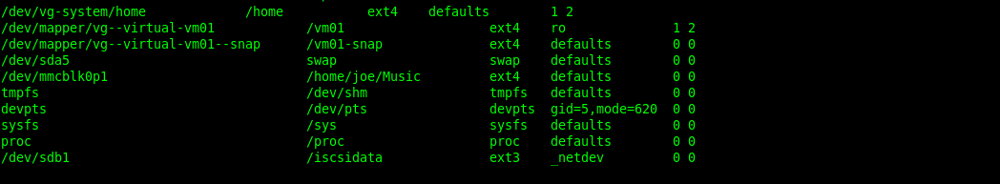 /dev/vg-system/home /home ext4 defaults 1 2
/dev/mapper/vg--virtual-vm01 /vm01 ext4 ro 1 2
/dev/mapper/vg--virtual-vm01--snap /vm01-snap ext4 defaults 0 0
/dev/sda5 swap swap defaults 0 0
/dev/mmcblk0p1 /home/joe/Music ext4 defaults 0 0
tmpfs /dev/shm tmpfs defaults 0 0
devpts /dev/pts devpts gid=5,mode=620 0 0
sysfs /sys sysfs defaults 0 0
proc /proc proc defaults 0 0
/dev/sdb1 /iscsidata ext3 _netdev 0 0